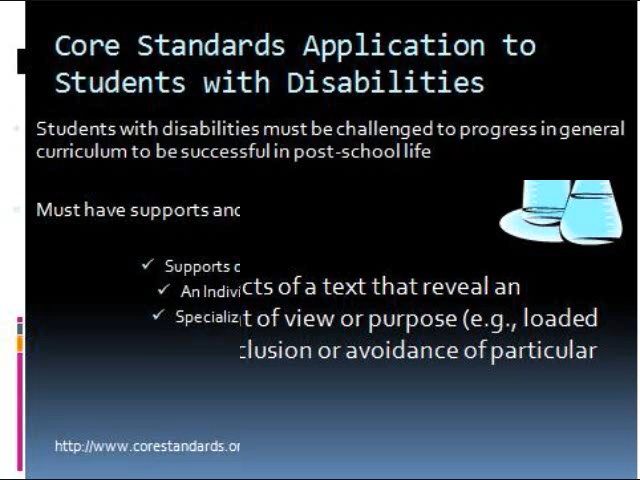 Core Standards Application to
Students with Disabilities
Students with disabilities must be challenged to progress in general
curriculum to be successful in post-school life
Must have supports and
Supports
An
cts of a text that reveal an
t of view or purpose (e.g., loaded
clusion or avoidance of particular
http://www.corestandards.or